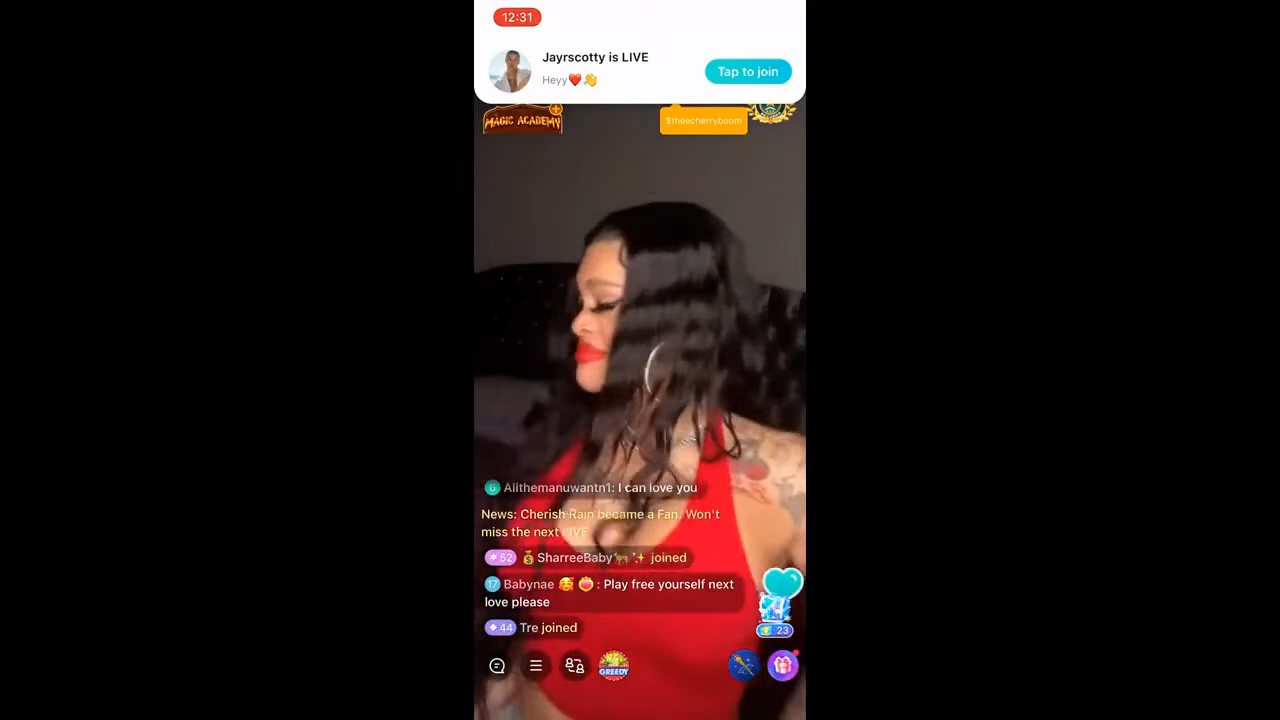 12:31
Jayrscotty is LIVE
Heyy❤️👋
Tap to join
MAGIC ACADEMY
$theecherryboom
Allthemanuwantn1: I can love you
News: Cherish Rain became a Fan. Won't
miss the next LIVE
52 💰 SharreeBaby🐆✨ joined
17 Babynae 🥰 😍 : Play free yourself next
love please
44 Tre joined
23
GREEDY